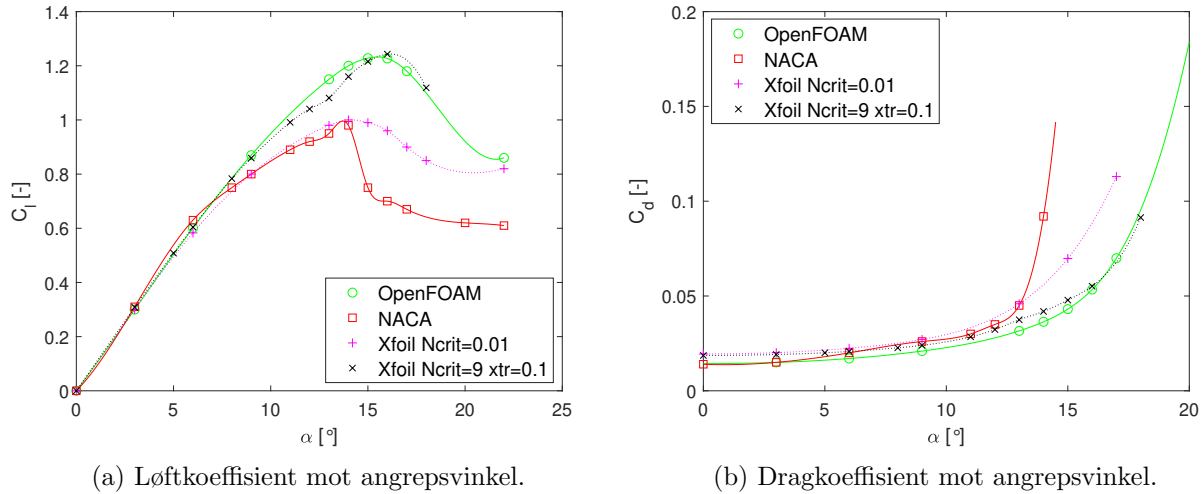 1.4
1.2
1
0.8
0.6
0.4
0.2
0
C_l [-]
0
5
10
15
20
25
α [°]
OpenFOAM
NACA
Xfoil Ncrit=0.01
Xfoil Ncrit=9 xtr=0.1
(a) Løftkoeffisient mot angrepsvinkel.
0.2
0.15
0.1
0.05
0
C_d [-]
0
5
10
15
20
α [°]
OpenFOAM
NACA
Xfoil Ncrit=0.01
Xfoil Ncrit=9 xtr=0.1
(b) Dragkoeffisient mot angrepsvinkel.